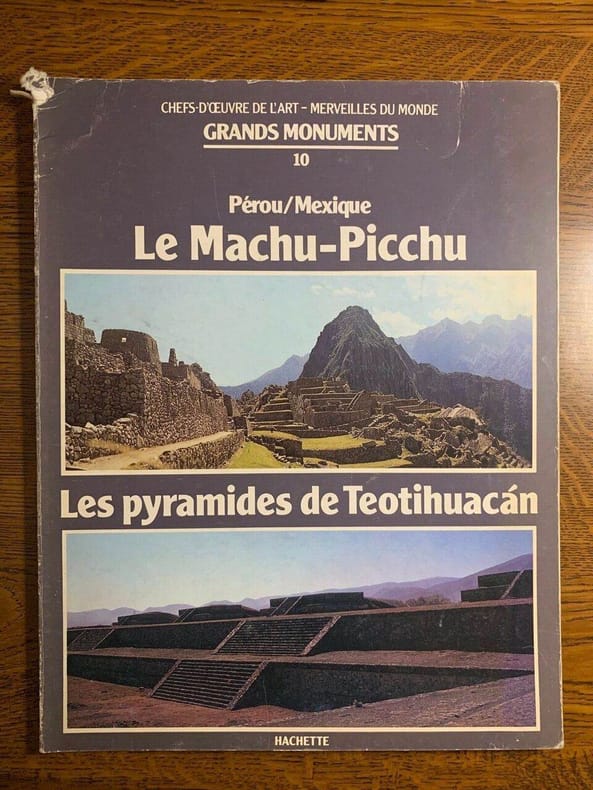 CHEFS-D'ŒUVRE DE L'ART – MERVEILLES DU MONDE
GRANDS MONUMENTS
10
Pérou/Mexique
Le Machu-Picchu
Les pyramides de Teotihuacán
HACHETTE